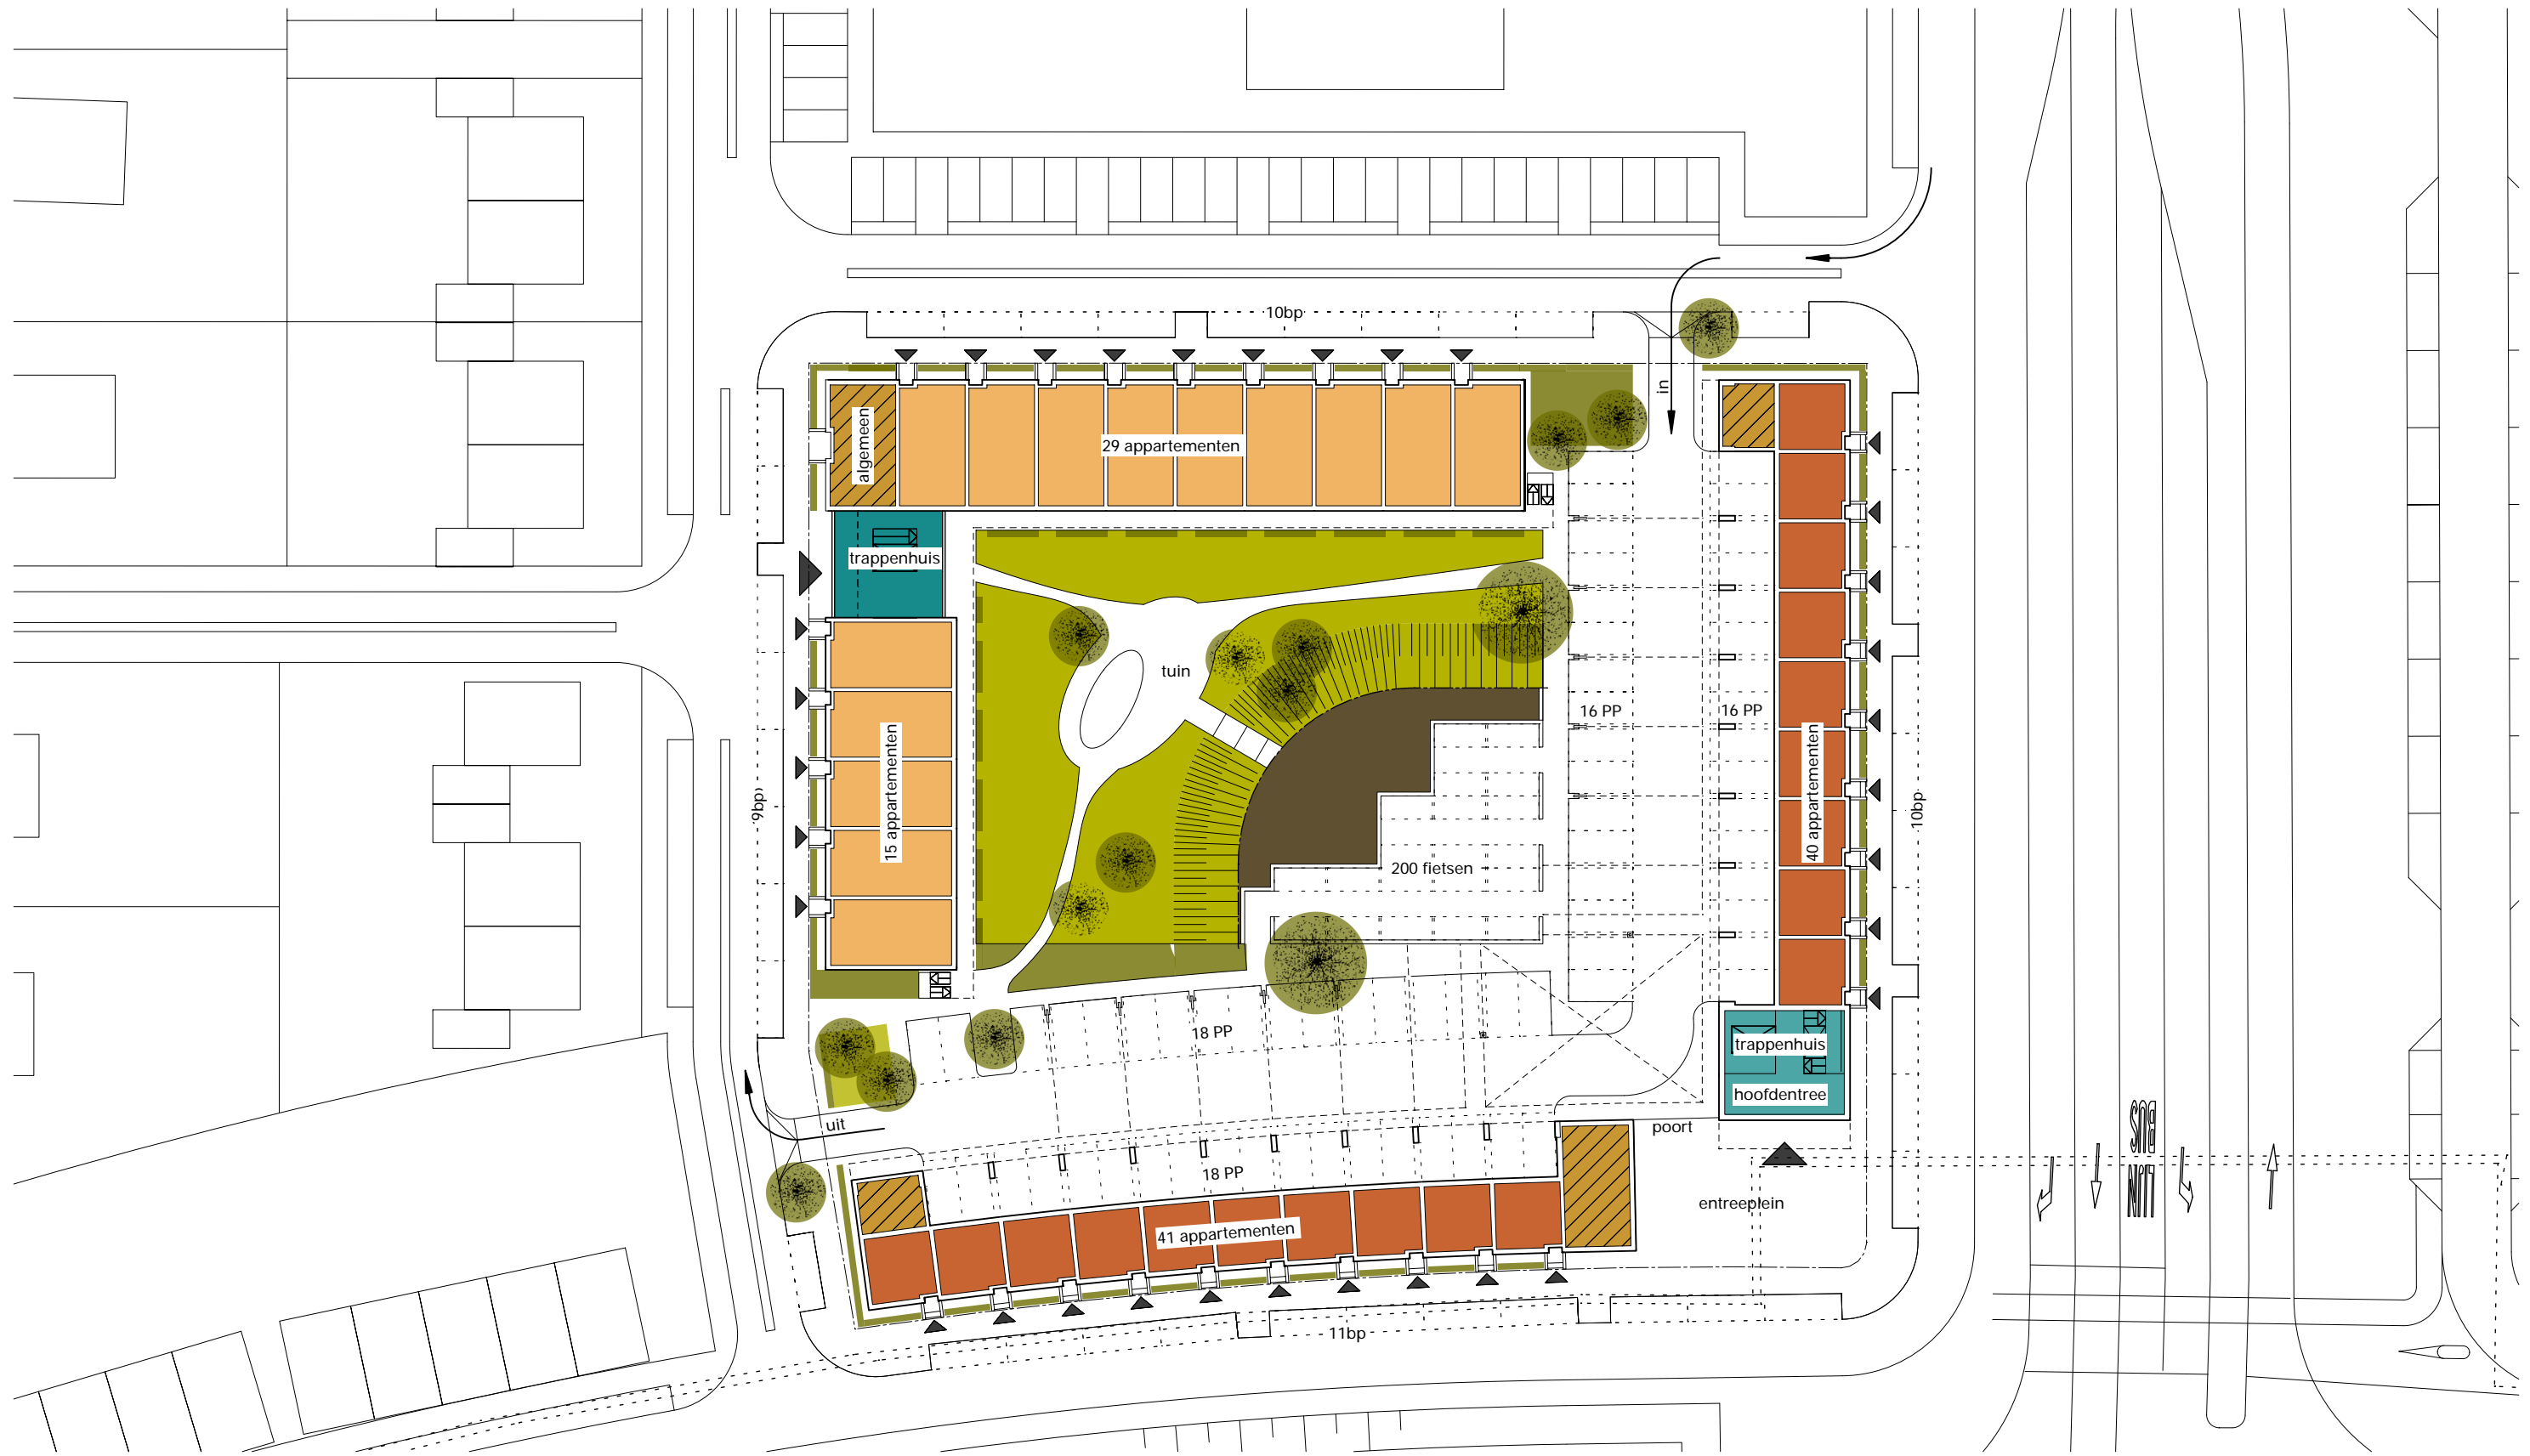 10bp
in
algemeen
29 appartementen
trappenhuis
tuin
16 PP
16 PP
15 appartementen
40 appartementen
9bp
10bp
200 fietsen
18 PP
trappenhuis
hoofdentree
uit
poort
18 PP
entreeplein
41 appartementen
11bp
BUS
LIJN